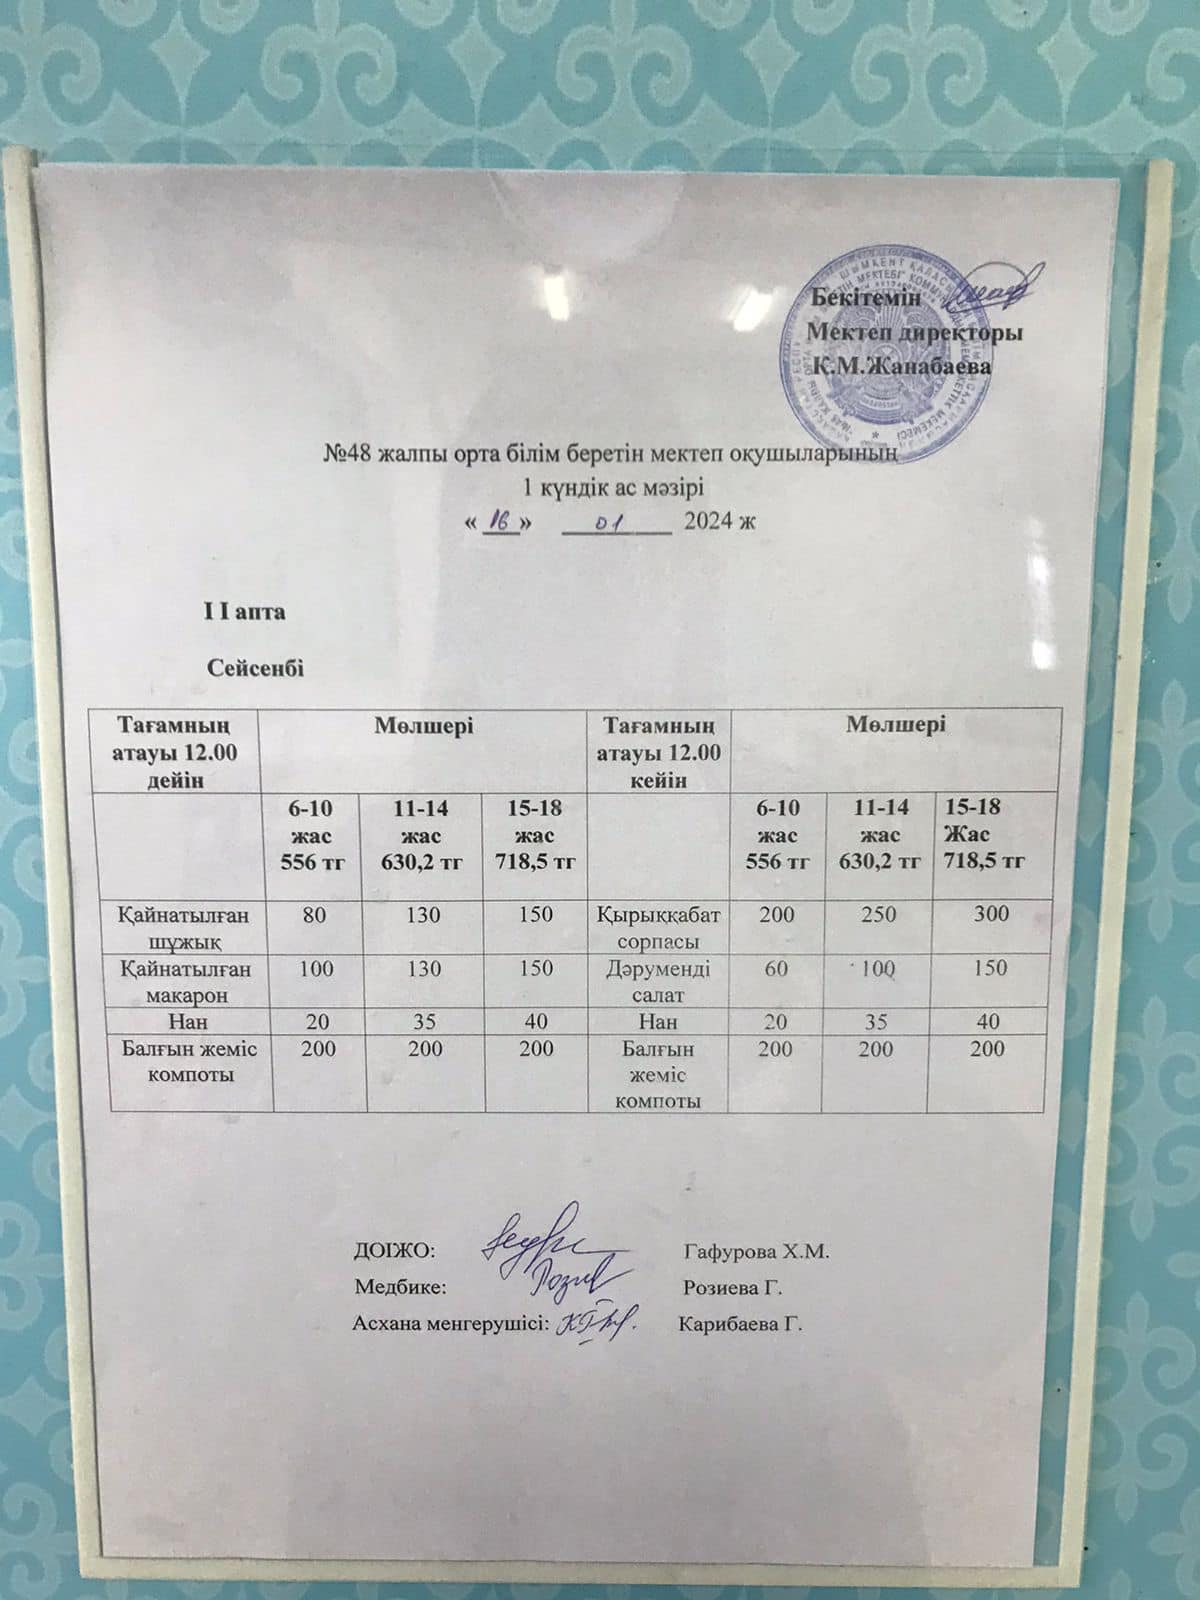 Бекітемін
Мектеп директоры
Қ.М.Жанабаева
№48 жалпы орта білім беретін мектеп оқушыларының
1 күндік ас мәзірі
« 16 » 01 2024 ж
І І апта
Сейсенбі
Тағамның атауы 12.00 дейін Мөлшері Тағамның атауы 12.00 кейін Мөлшері
6-10 жас 556 тг 11-14 жас 630,2 тг 15-18 жас 718,5 тг 6-10 жас 556 тг 11-14 жас 630,2 тг 15-18 Жас 718,5 тг
Қайнатылған шұжық 80 130 150 Қырыққабат сорпасы 200 250 300
Қайнатылған макарон 100 130 150 Дәруменді салат 60 100 150
Нан 20 35 40 Нан 20 35 40
Балғын жеміс компоты 200 200 200 Балғын жеміс компоты 200 200 200
ДОІЖО: Гафурова Х.М.
Медбике: Розиева Г.
Асхана менгерушісі: Карибаева Г.